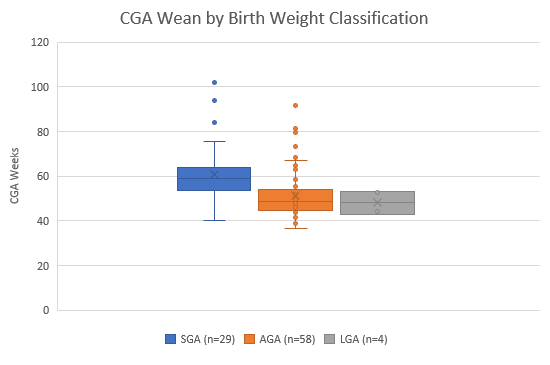 CGA Wean by Birth Weight Classification
120
100
80
60
40
20
0
CGA Weeks
SGA (n=29) AGA (n=58) LGA (n=4)